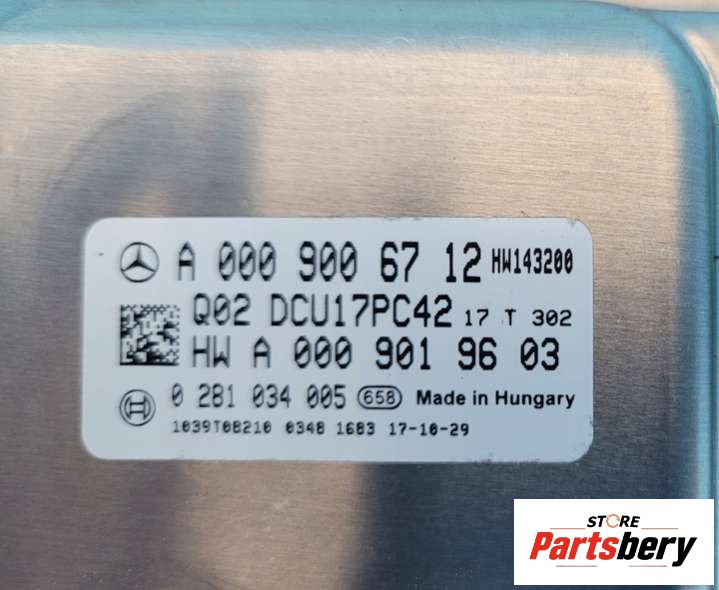 A 000 900 67 12 HW143200
Q02 DCU17PC42 17 T 302
HW A 000 901 96 03
0 281 034 005 658 Made in Hungary
1039T08210 0348 1683 17-10-29
STORE
Partsbery